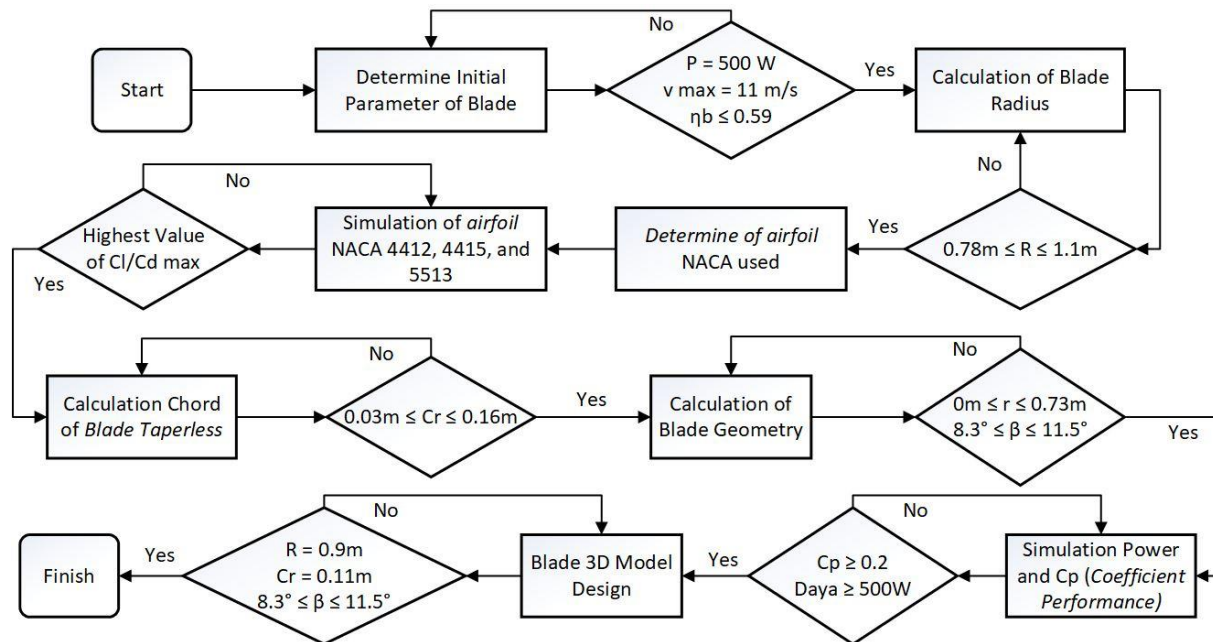 Start
Determine Initial
Parameter of Blade
No
P = 500 W
v max = 11 m/s
ηb ≤ 0.59
Yes
Calculation of Blade
Radius
No
0.78m ≤ R ≤ 1.1m
Yes
Determine of airfoil
NACA used
Simulation of airfoil
NACA 4412, 4415, and
5513
No
Highest Value
of Cl/Cd max
Yes
Calculation Chord
of Blade Taperless
No
0.03m ≤ Cr ≤ 0.16m
Yes
Calculation of
Blade Geometry
No
0m ≤ r ≤ 0.73m
8.3° ≤ β ≤ 11.5°
Yes
Simulation Power
and Cp (Coefficient
Performance)
No
Cp ≥ 0.2
Daya ≥ 500W
Yes
Blade 3D Model
Design
No
R = 0.9m
Cr = 0.11m
8.3° ≤ β ≤ 11.5°
Yes
Finish